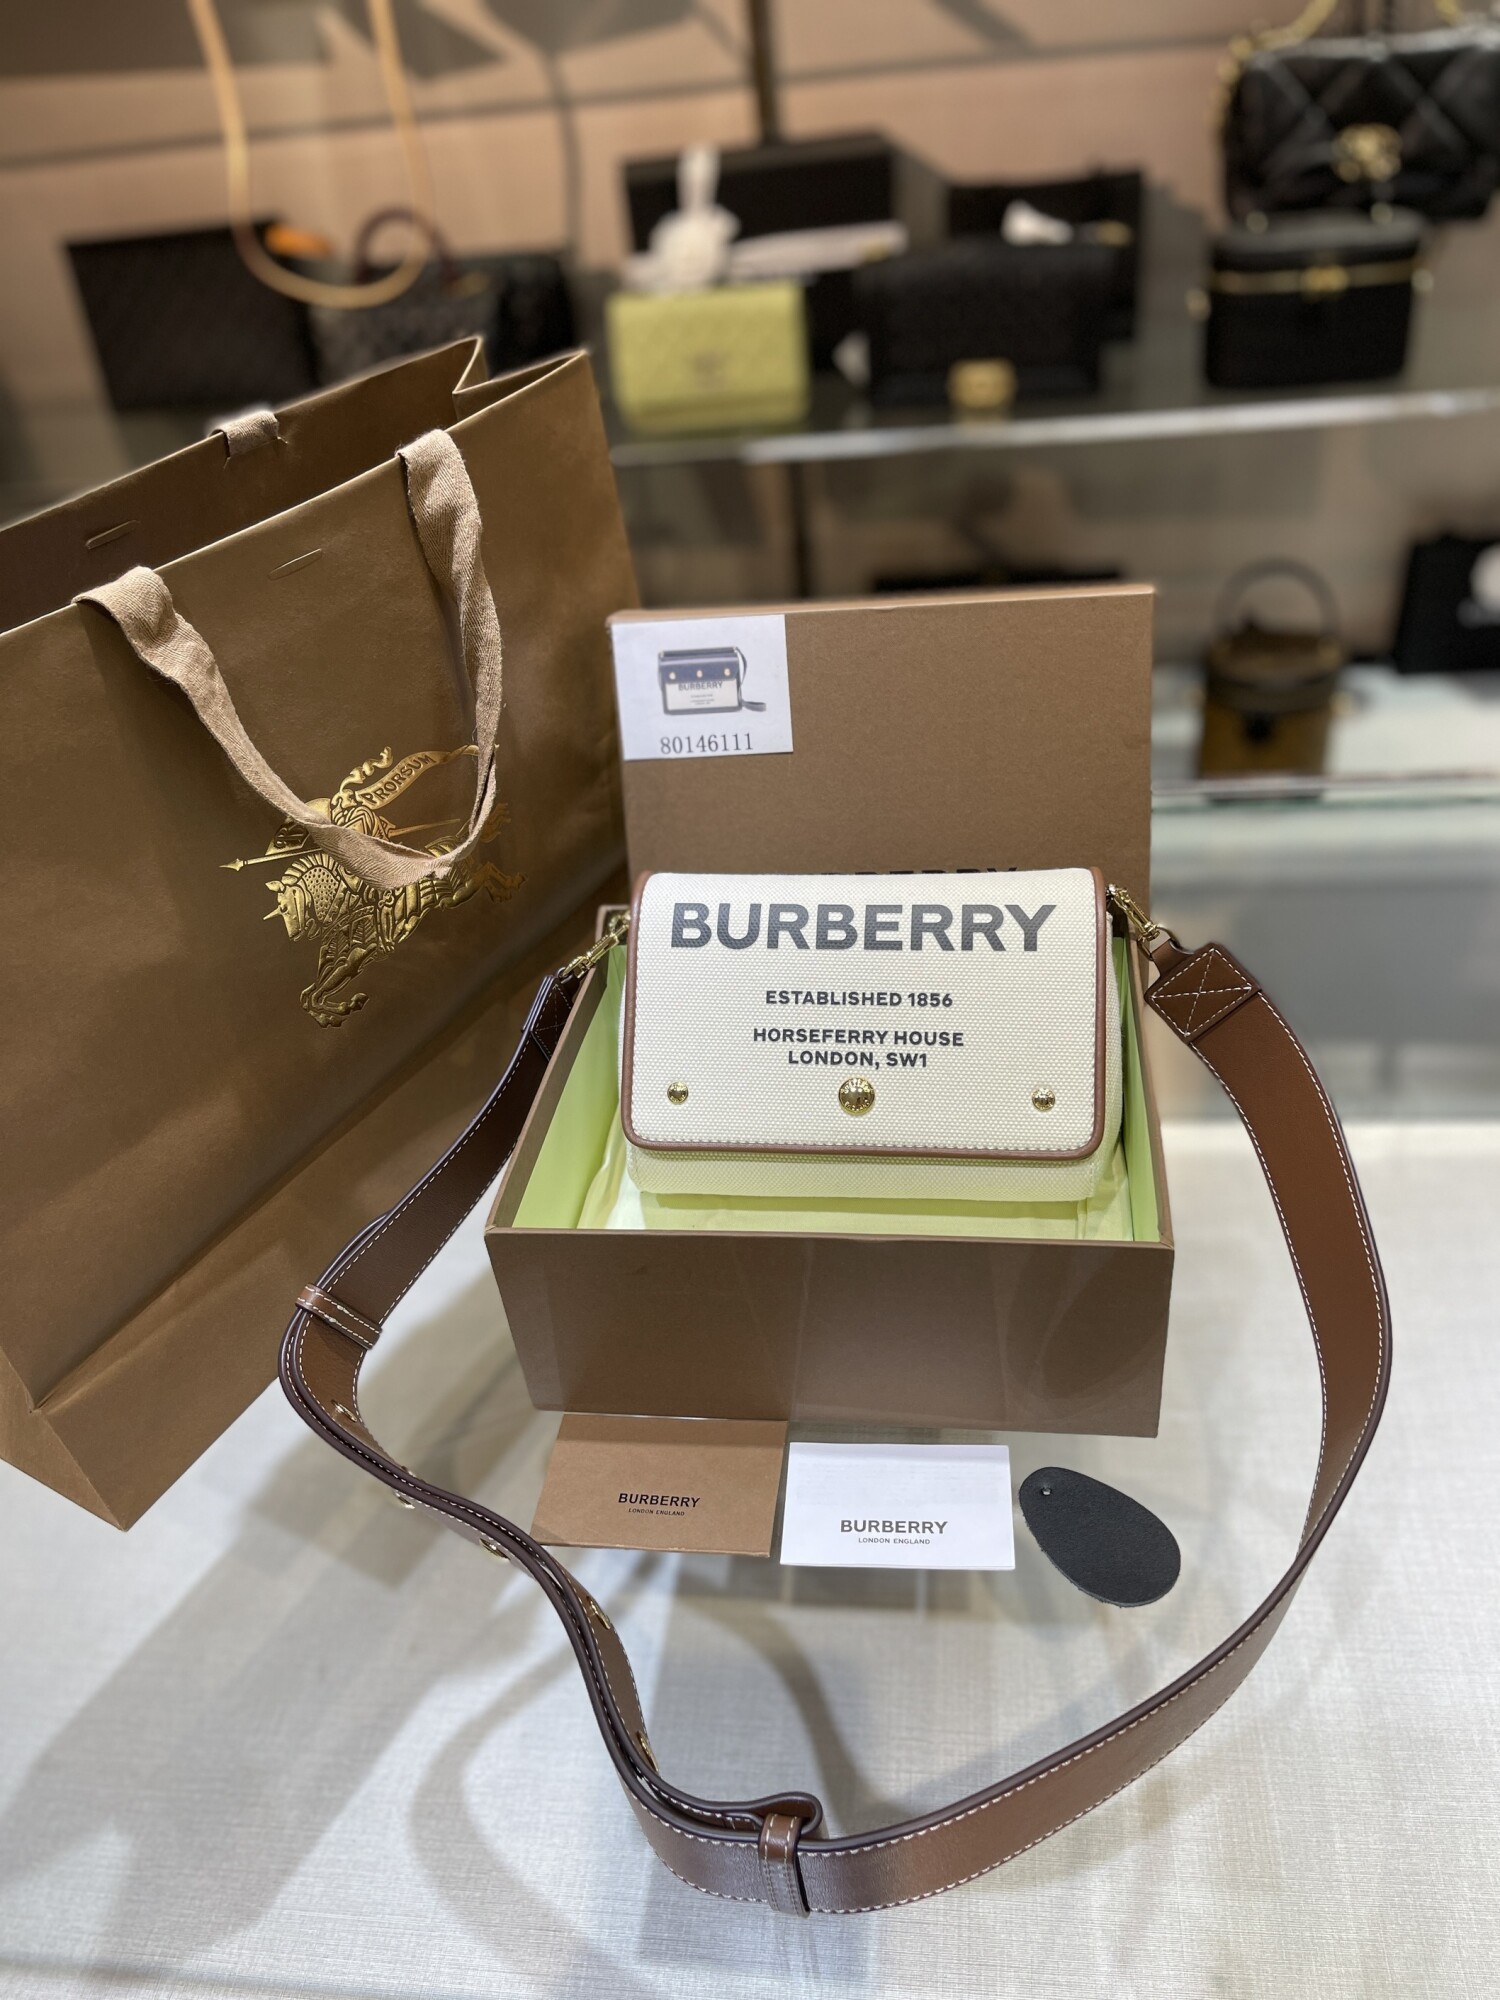 PRORSUM
BURBERRY
80146111
BURBERRY
ESTABLISHED 1856
HORSEFERRY HOUSE
LONDON, SW1
BURBERRY
LONDON ENGLAND
BURBERRY
LONDON ENGLAND